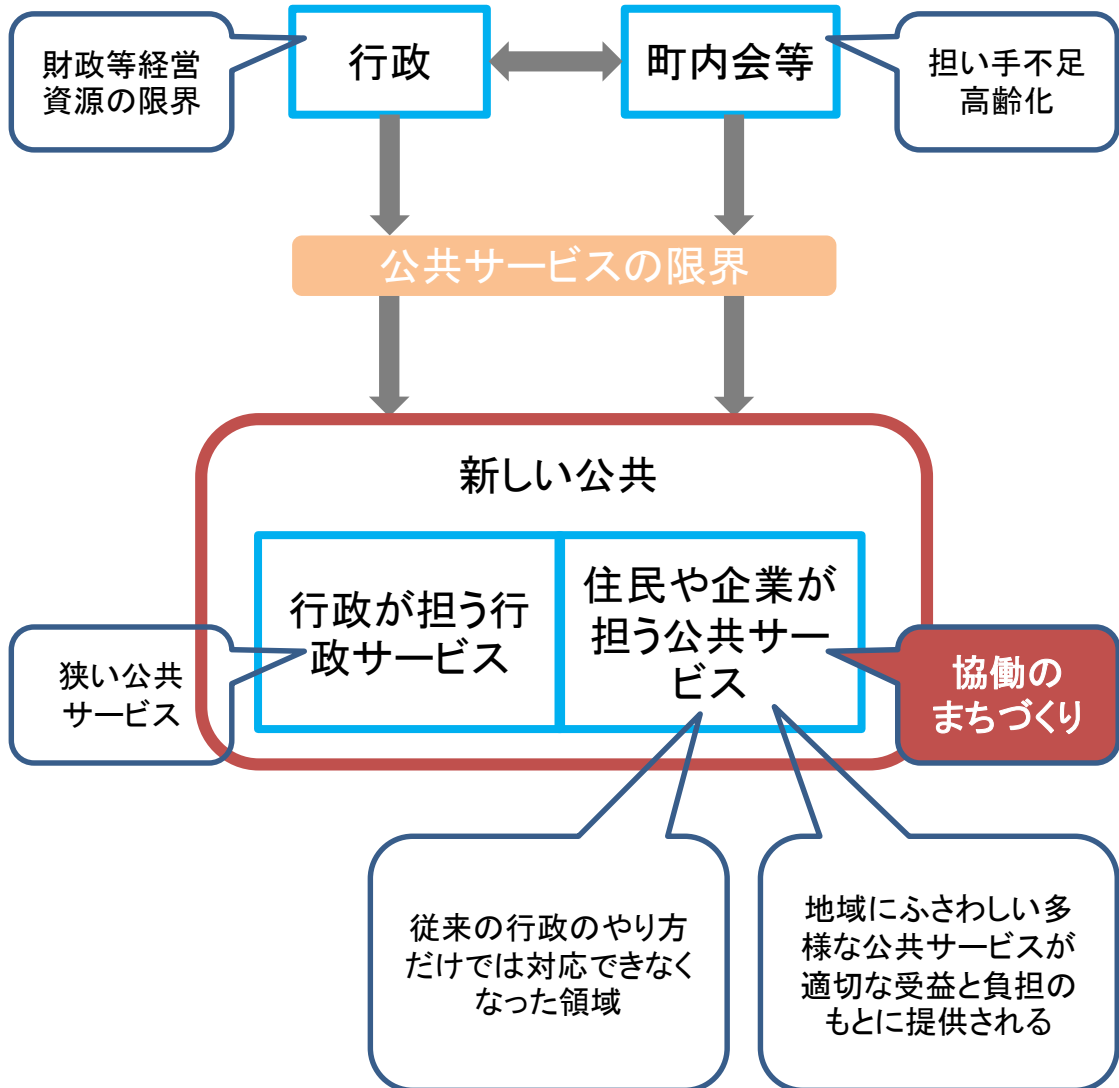 財政等経営
資源の限界
行政
町内会等
担い手不足
高齢化
公共サービスの限界
新しい公共
行政が担う行
政サービス
住民や企業が
担う公共サー
ビス
狭い公共
サービス
協働の
まちづくり
従来の行政のやり方
だけでは対応できなく
なった領域
地域にふさわしい多
様な公共サービスが
適切な受益と負担の
もとに提供される